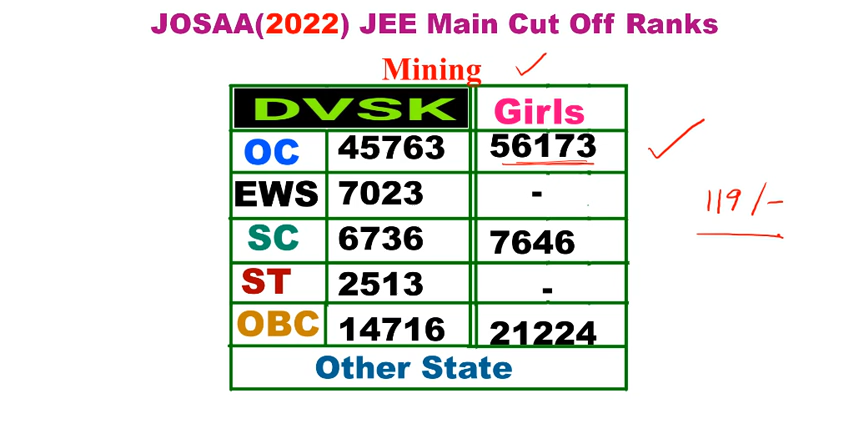 JOSAA(2022) JEE Main Cut Off Ranks
Mining
DVSK Girls
OC 45763 56173
EWS 7023 -
119/-
SC 6736 7646
ST 2513 -
OBC 14716 21224
Other State